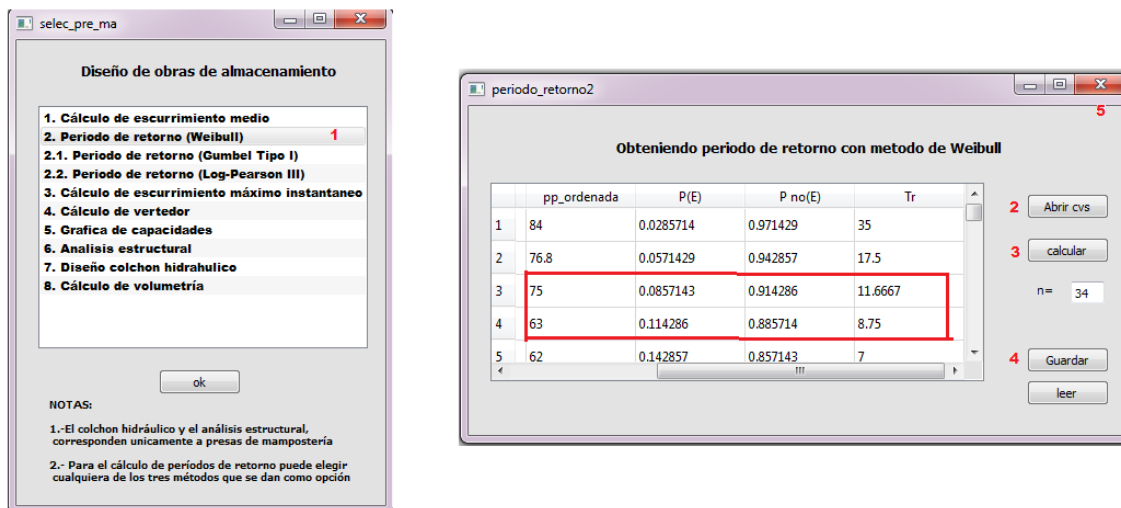 selec_pre_ma
Diseño de obras de almacenamiento
1. Cálculo de escurrimiento medio
2. Periodo de retorno (Weibull) 1
2.1. Periodo de retorno (Gumbel Tipo I)
2.2. Periodo de retorno (Log-Pearson III)
3. Cálculo de escurrimiento máximo instantaneo
4. Cálculo de vertedor
5. Grafica de capacidades
6. Analisis estructural
7. Diseño colchon hidrahulico
8. Cálculo de volumetría
ok
NOTAS:
1.-El colchon hidráulico y el análisis estructural,
corresponden unicamente a presas de mampostería
2.- Para el cálculo de períodos de retorno puede elegir
cualquiera de los tres métodos que se dan como opción
periodo_retorno2
5
Obteniendo periodo de retorno con metodo de Weibull
pp_ordenada P(E) P no(E) Tr
1 84 0.0285714 0.971429 35
2 76.8 0.0571429 0.942857 17.5
3 75 0.0857143 0.914286 11.6667
4 63 0.114286 0.885714 8.75
5 62 0.142857 0.857143 7
2 Abrir cvs
3 calcular
n= 34
4 Guardar
leer